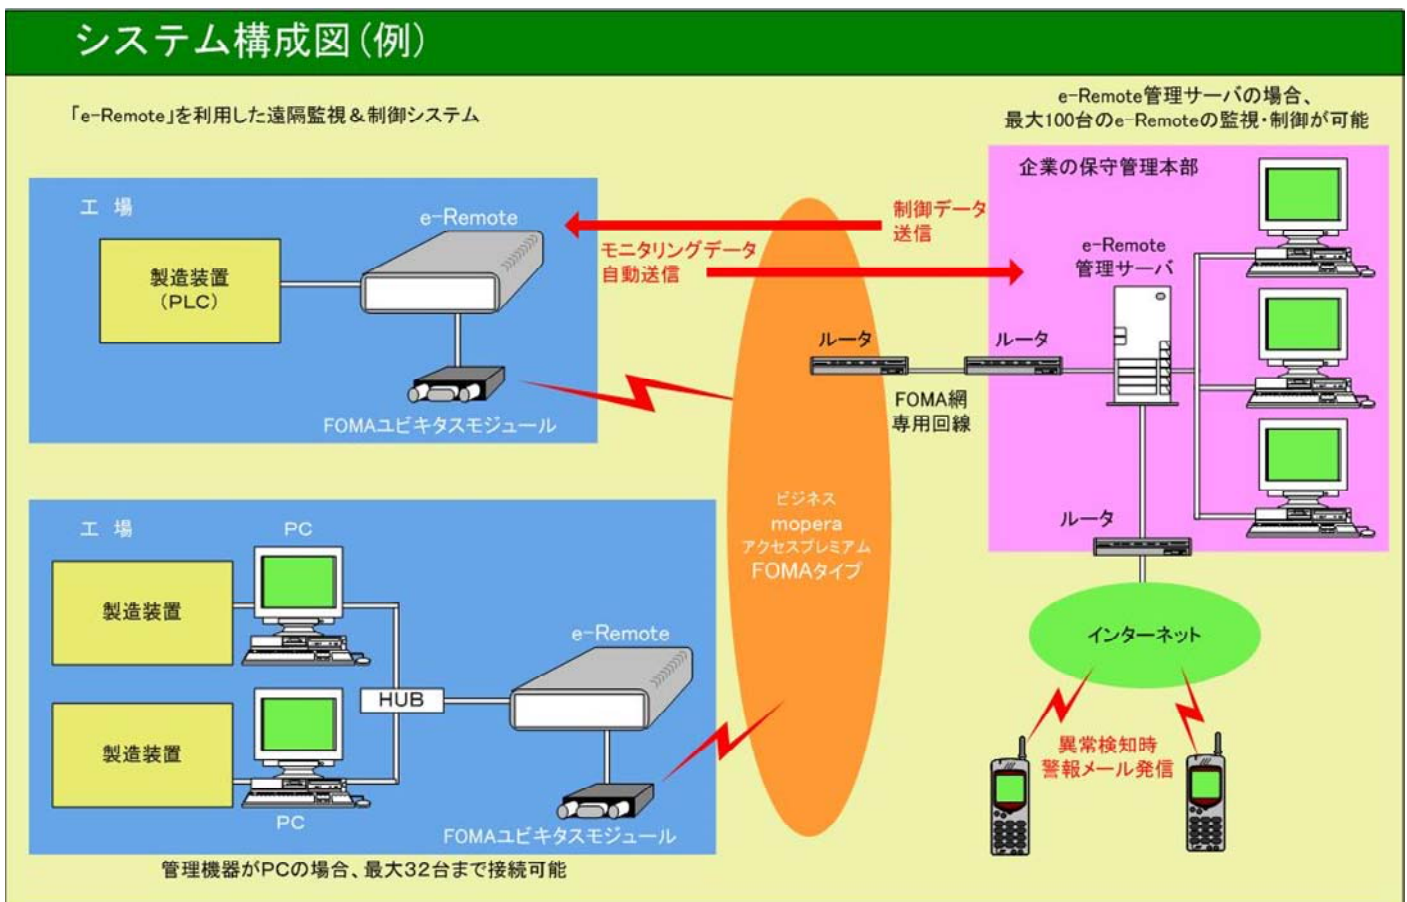 システム構成図(例)
「e-Remote」を利用した遠隔監視&制御システム
e-Remote管理サーバの場合、
最大100台のe-Remoteの監視・制御が可能
工 場
e-Remote
製造装置
(PLC)
FOMAユビキタスモジュール
制御データ
送信
モニタリングデータ
自動送信
企業の保守管理本部
e-Remote
管理サーバ
ルータ
ルータ
FOMA網
専用回線
ビジネス
mopera
アクセスプレミアム
FOMAタイプ
ルータ
インターネット
異常検知時
警報メール発信
工 場
PC
製造装置
e-Remote
HUB
製造装置
PC
FOMAユビキタスモジュール
管理機器がPCの場合、最大32台まで接続可能